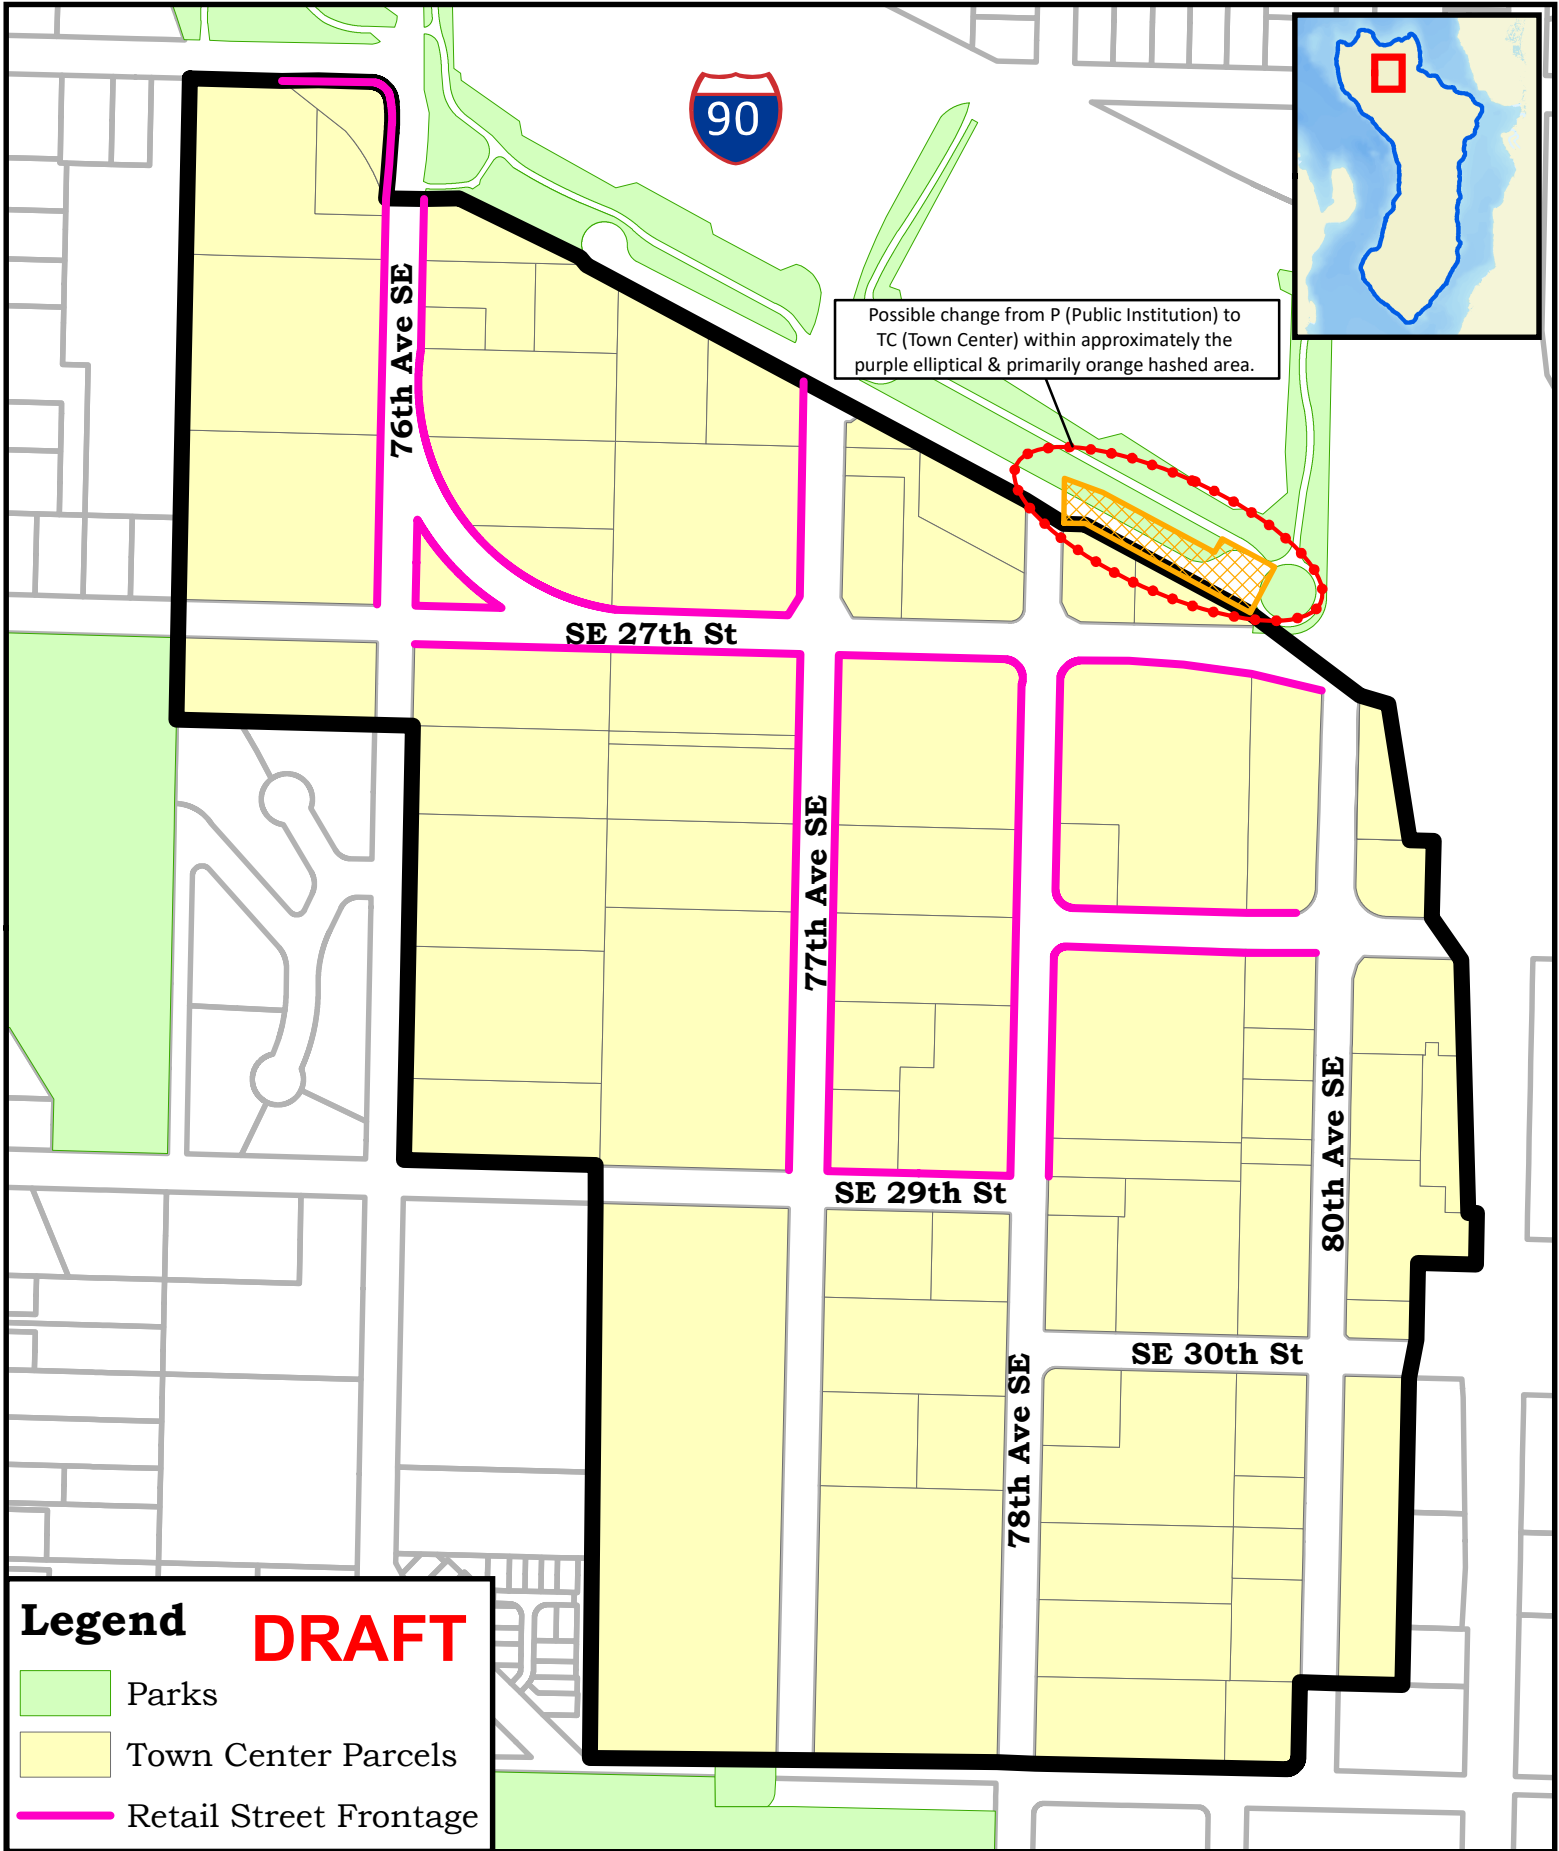 90
Possible change from P (Public Institution) to
TC (Town Center) within approximately the
purple elliptical & primarily orange hashed area.
76th Ave SE
SE 27th St
77th Ave SE
SE 29th St
80th Ave SE
SE 30th St
78th Ave SE
Legend
DRAFT
Parks
Town Center Parcels
Retail Street Frontage